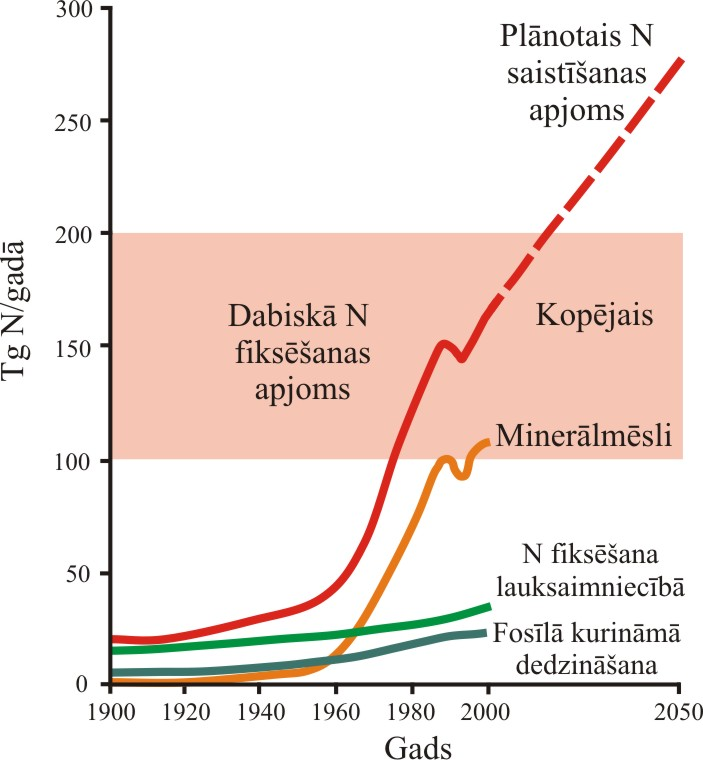 300
250
200
150
100
50
0
Tg N/gadā
Plānotais N
saistīšanas
apjoms
Dabiskā N
fiksēšanas
apjoms
Kopējais
Minerālmēsli
N fiksēšana
lauksaimniecībā
Fosīlā kurināmā
dedzināšana
1900 1920 1940 1960 1980 2000 2050
Gads